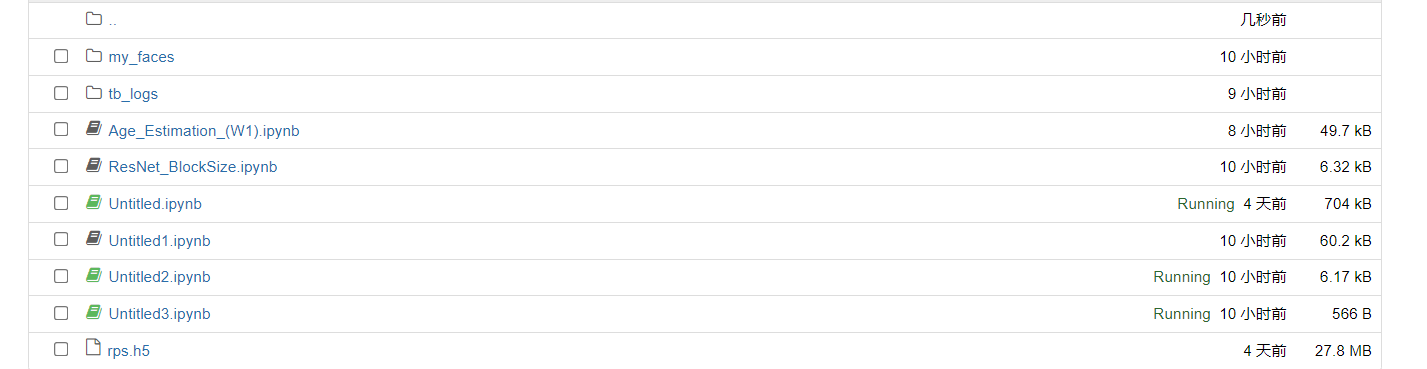 .. 几秒前
my_faces 10 小时前
tb_logs 9 小时前
Age_Estimation_(W1).ipynb 8 小时前 49.7 kB
ResNet_BlockSize.ipynb 10 小时前 6.32 kB
Untitled.ipynb Running 4 天前 704 kB
Untitled1.ipynb 10 小时前 60.2 kB
Untitled2.ipynb Running 10 小时前 6.17 kB
Untitled3.ipynb Running 10 小时前 566 B
rps.h5 4 天前 27.8 MB